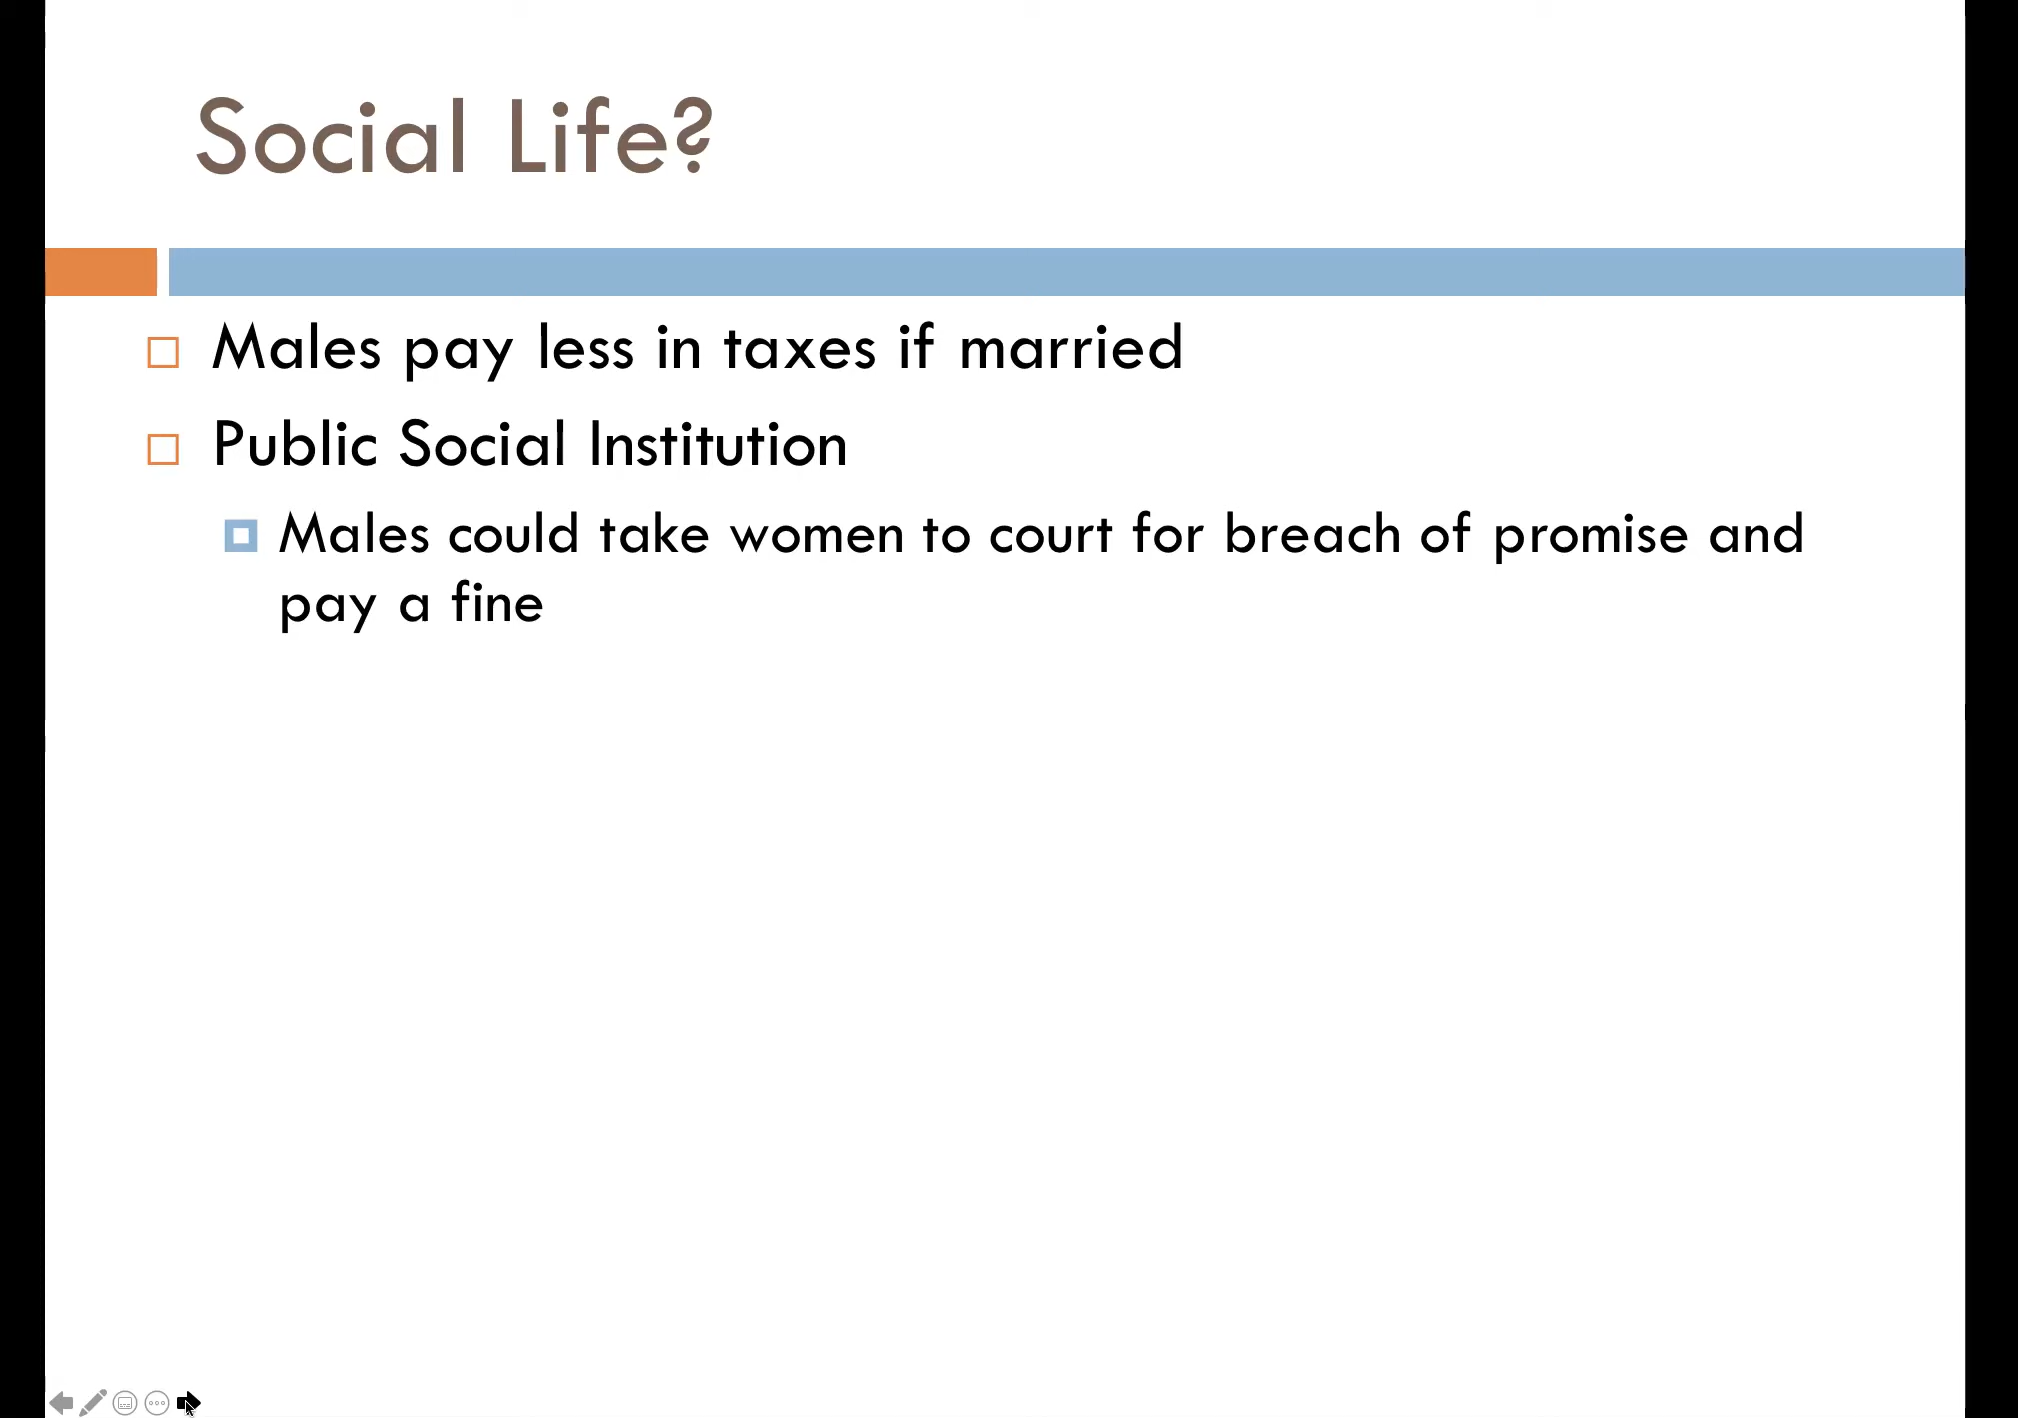 Social Life?
Males pay less in taxes if married
Public Social Institution
Males could take women to court for breach of promise and
pay a fine